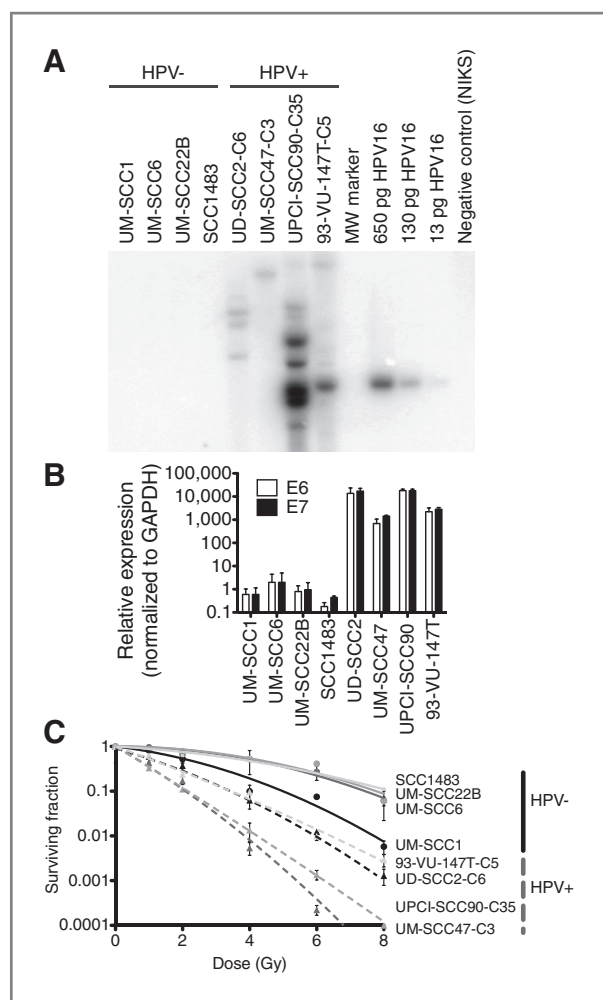 A
HPV-
HPV+
UM-SCC1
UM-SCC6
UM-SCC22B
SCC1483
UD-SCC2-C6
UM-SCC47-C3
UPCI-SCC90-C35
93-VU-147T-C5
MW marker
650 pg HPV16
130 pg HPV16
13 pg HPV16
Negative control (NIKS)
B
Relative expression
(normalized to GAPDH)
100,000
10,000
1,000
100
10
1
0.1
E6
E7
UM-SCC1
UM-SCC6
UM-SCC22B
SCC1483
UD-SCC2
UM-SCC47
UPCI-SCC90
93-VU-147T
C
Surviving fraction
1
0.1
0.01
0.001
0.0001
0
2
4
6
8
Dose (Gy)
SCC1483
UM-SCC22B
UM-SCC6
UM-SCC1
93-VU-147T-C5
UD-SCC2-C6
UPCI-SCC90-C35
UM-SCC47-C3
HPV-
HPV+